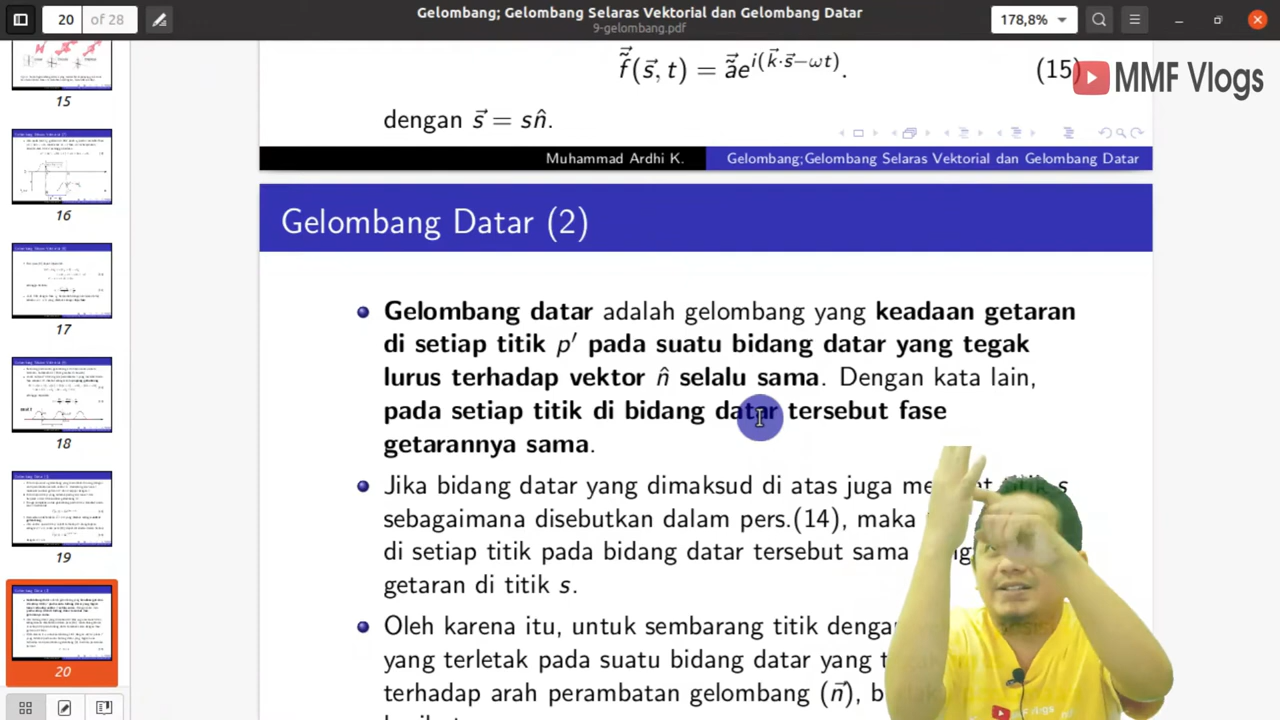 20 of 28
Gelombang; Gelombang Selaras Vektorial dan Gelombang Datar
9-gelombang.pdf
178,8%
MMF Vlogs
f̃⃗(s⃗, t) = ã⃗e^{i(k⃗·s⃗−ωt)}.
(15)
dengan s⃗ = sn̂.
Muhammad Ardhi K.
Gelombang;Gelombang Selaras Vektorial dan Gelombang Datar
Gelombang Datar (2)
Gelombang datar adalah gelombang yang keadaan getaran
di setiap titik p′ pada suatu bidang datar yang tegak
lurus terhadap vektor n̂ selalu sama. Dengan kata lain,
pada setiap titik di bidang datar tersebut fase
getarannya sama.
Jika bidang datar yang dimaksud di atas juga s
sebagaimana disebutkan dalam pers.(14), maka
di setiap titik pada bidang datar tersebut sama
getaran di titik s.
Oleh karena itu, untuk sembarang titik
yang terletak pada suatu bidang datar yang
terhadap arah perambatan gelombang (n⃗),
15
16
17
18
19
20
MMF Vlogs